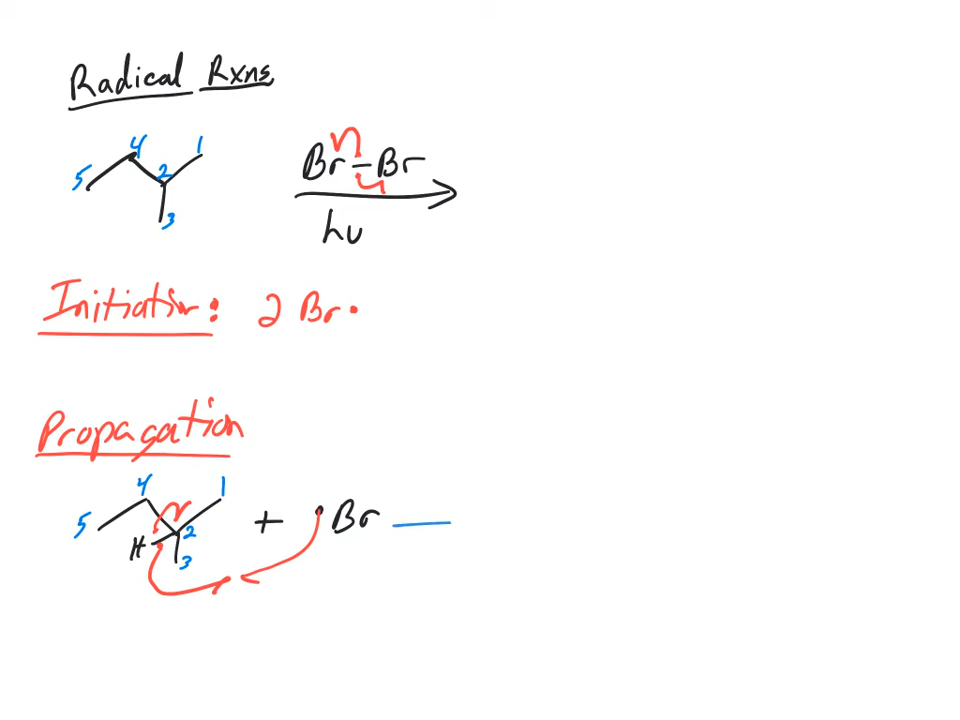 Radical Rxns
4 1
5 2
3
Br–Br
hν
Initiation: 2 Br•
Propagation
4 1
5 2 + •Br
H 3